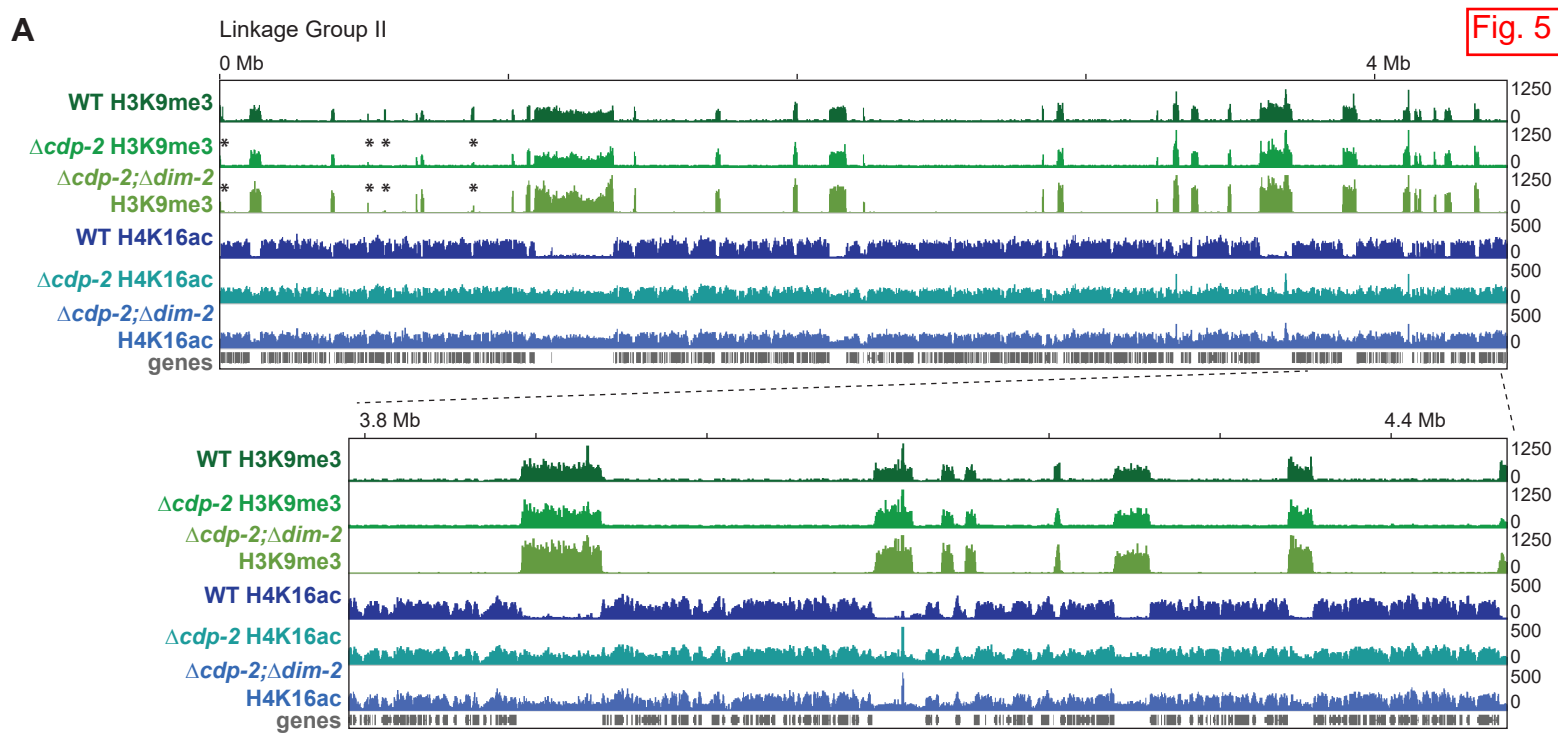 A
Linkage Group II
Fig. 5
0 Mb
4 Mb
WT H3K9me3
1250
0
* * * *
Δcdp-2 H3K9me3
1250
0
Δcdp-2;Δdim-2
H3K9me3
* * * *
1250
0
WT H4K16ac
500
0
Δcdp-2 H4K16ac
500
0
Δcdp-2;Δdim-2
H4K16ac
500
0
genes
3.8 Mb
4.4 Mb
WT H3K9me3
1250
0
Δcdp-2 H3K9me3
1250
0
Δcdp-2;Δdim-2
H3K9me3
1250
0
WT H4K16ac
500
0
Δcdp-2 H4K16ac
500
0
Δcdp-2;Δdim-2
H4K16ac
500
0
genes